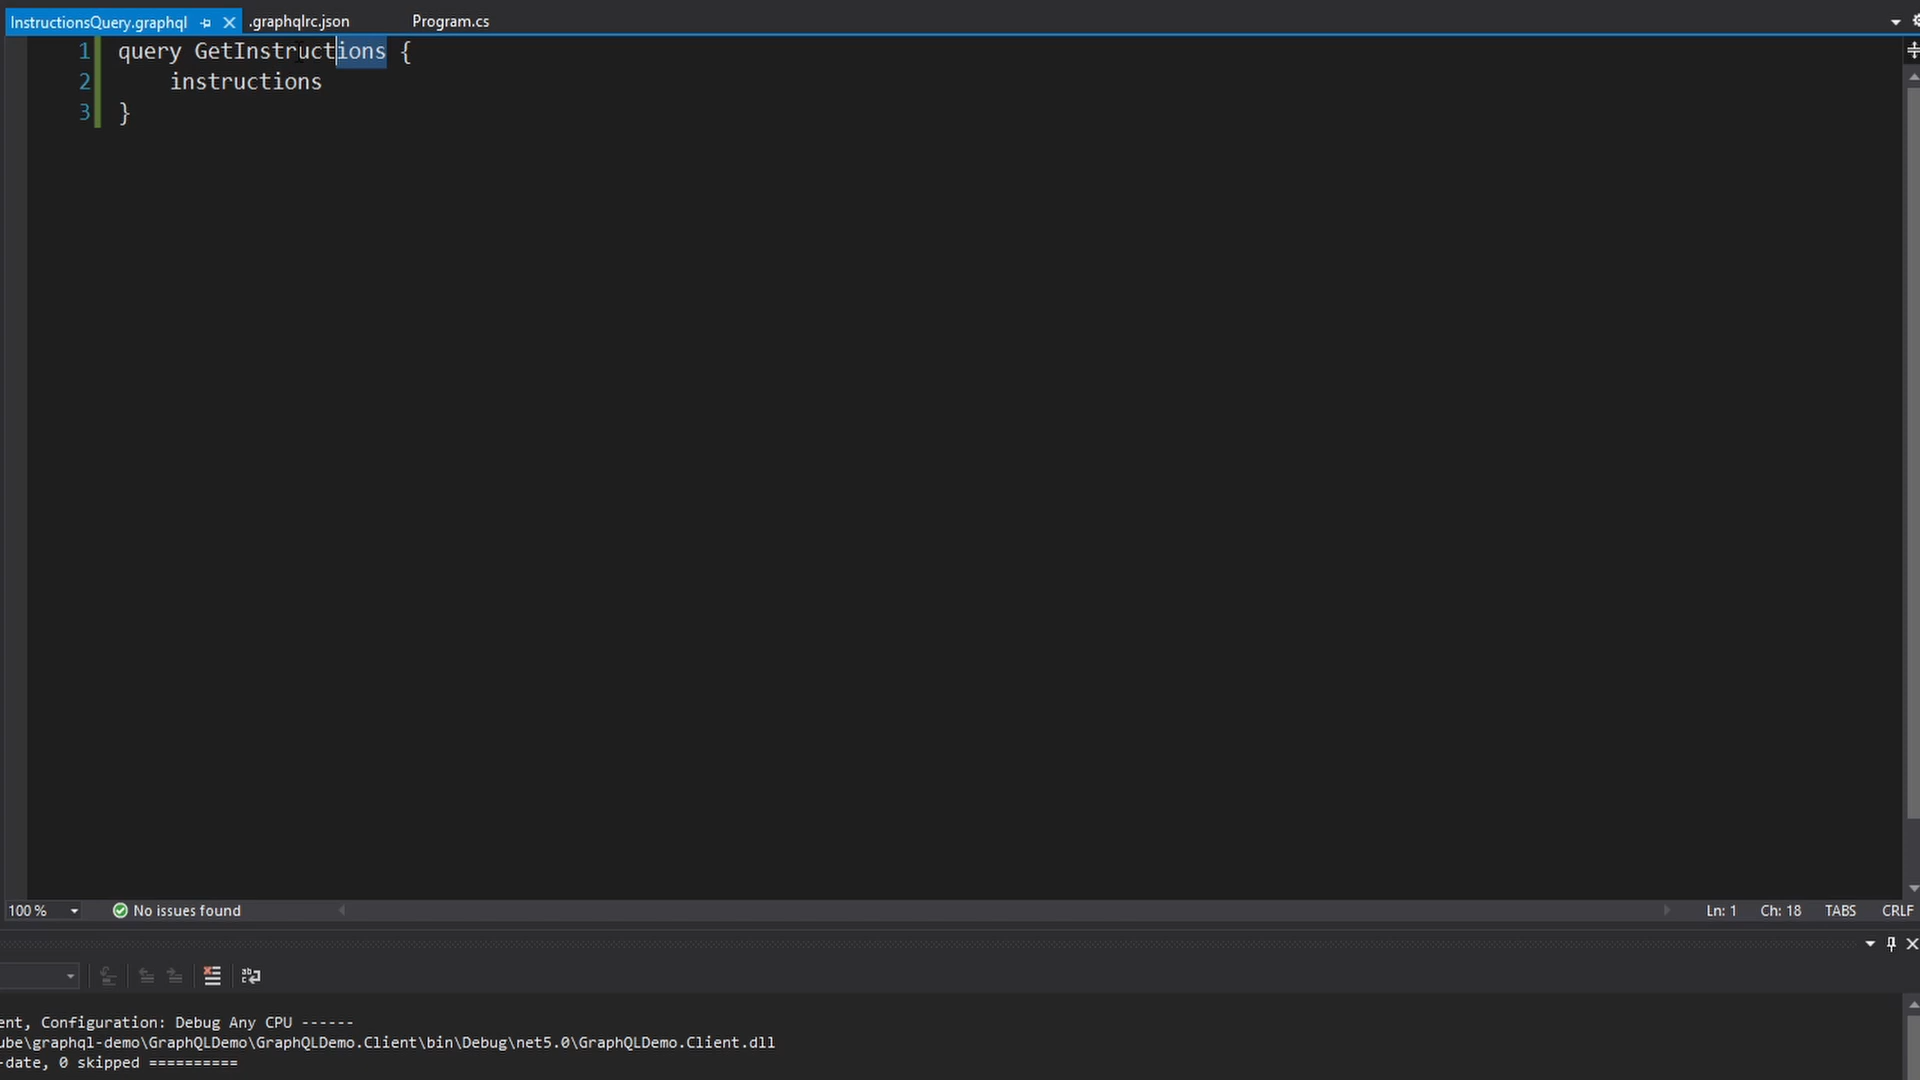 InstructionsQuery.graphql
.graphqlrc.json
Program.cs
1 query GetInstructions {
2 instructions
3 }
100 %
No issues found
Ln: 1
Ch: 18
TABS
CRLF
ent, Configuration: Debug Any CPU ------
ube\graphql-demo\GraphQLDemo\GraphQLDemo.Client\bin\Debug\net5.0\GraphQLDemo.Client.dll
-date, 0 skipped ==========